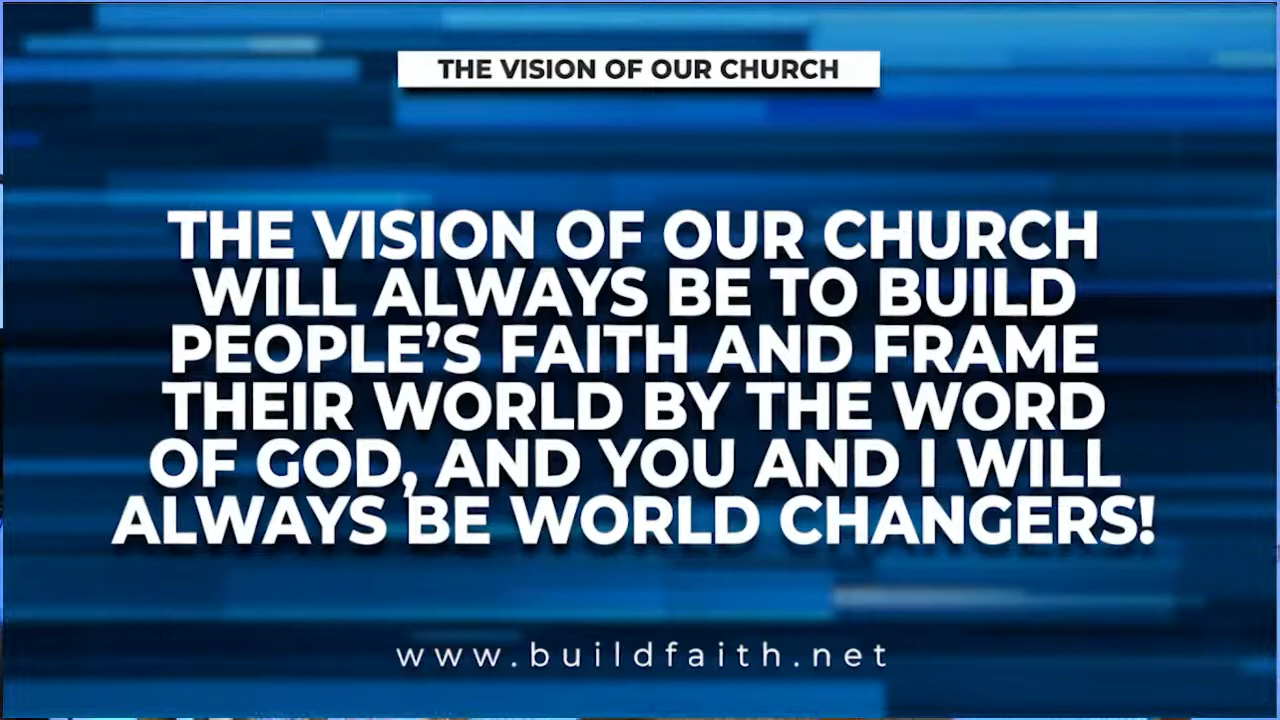 THE VISION OF OUR CHURCH
THE VISION OF OUR CHURCH
WILL ALWAYS BE TO BUILD
PEOPLE’S FAITH AND FRAME
THEIR WORLD BY THE WORD
OF GOD, AND YOU AND I WILL
ALWAYS BE WORLD CHANGERS!
www.buildfaith.net